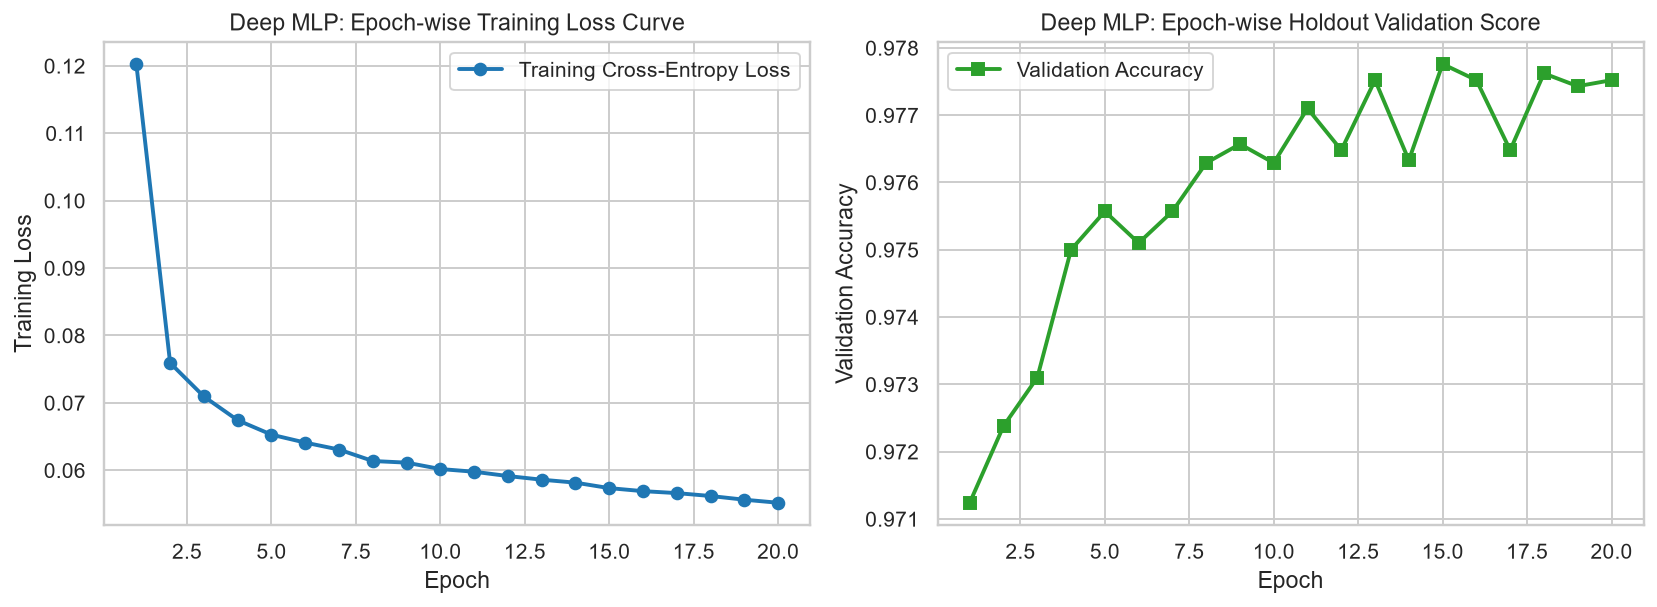 Deep MLP: Epoch-wise Training Loss Curve
Training Cross-Entropy Loss
Training Loss
0.12
0.11
0.10
0.09
0.08
0.07
0.06
2.5 5.0 7.5 10.0 12.5 15.0 17.5 20.0
Epoch
Deep MLP: Epoch-wise Holdout Validation Score
Validation Accuracy
Validation Accuracy
0.978
0.977
0.976
0.975
0.974
0.973
0.972
0.971
2.5 5.0 7.5 10.0 12.5 15.0 17.5 20.0
Epoch